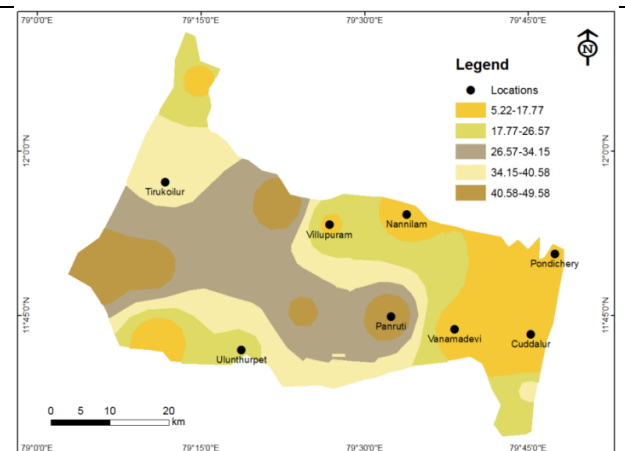 79°0'0"E 79°15'0"E 79°30'0"E 79°45'0"E
N
Legend
Locations
5.22-17.77
17.77-26.57
26.57-34.15
34.15-40.58
40.58-49.58
12°0'0"N
12°0'0"N
Tirukoilur
Nannilam
Villupuram
Pondichery
11°45'0"N
11°45'0"N
Panruti
Vanamadevi
Cuddalur
Ulunthurpet
0 5 10 20
km
79°0'0"E 79°15'0"E 79°30'0"E 79°45'0"E